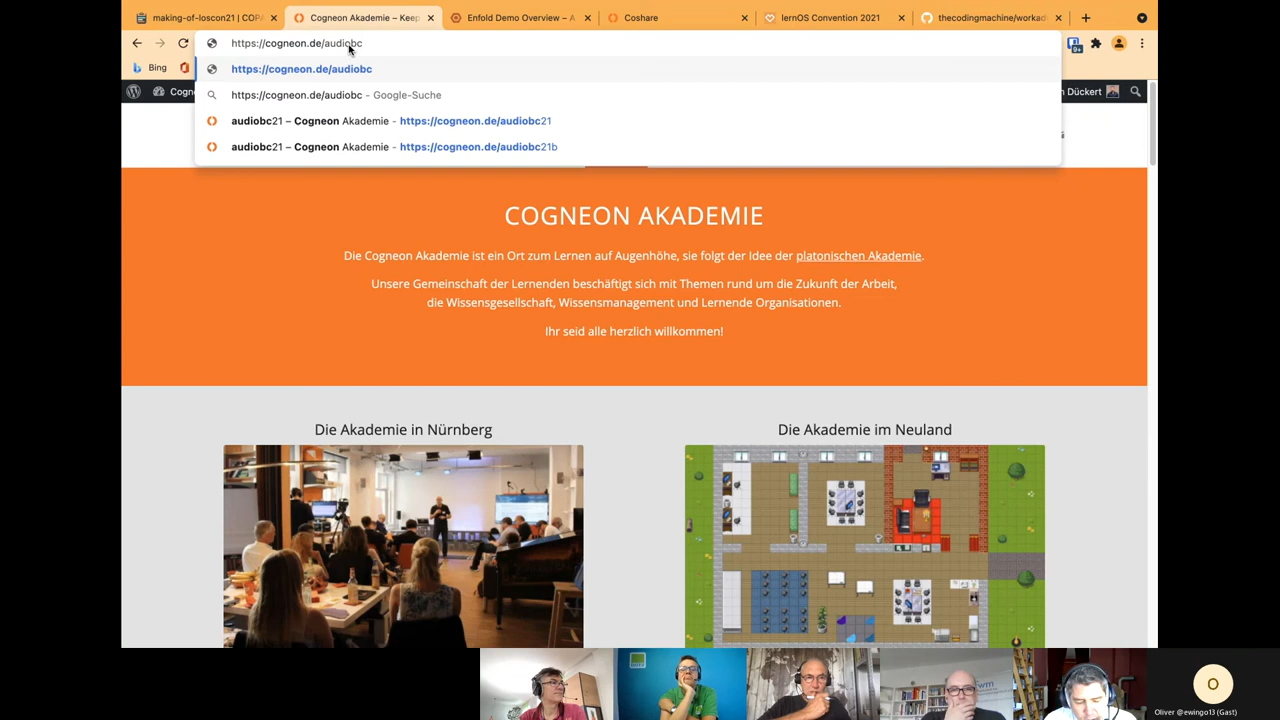 making-of-loscon21 | COPA
Cogneon Akademie – Keep
Enfold Demo Overview – A
Coshare
lernOS Convention 2021
thecodingmachine/workad
https://cogneon.de/audiobc
9+
Bing
https://cogneon.de/audiobc
https://cogneon.de/audiobc - Google-Suche
audiobc21 – Cogneon Akademie - https://cogneon.de/audiobc21
audiobc21 – Cogneon Akademie - https://cogneon.de/audiobc21b
Cogn
n Dückert
COGNEON AKADEMIE
Die Cogneon Akademie ist ein Ort zum Lernen auf Augenhöhe, sie folgt der Idee der platonischen Akademie.
Unsere Gemeinschaft der Lernenden beschäftigt sich mit Themen rund um die Zukunft der Arbeit,
die Wissensgesellschaft, Wissensmanagement und Lernende Organisationen.
Ihr seid alle herzlich willkommen!
Die Akademie in Nürnberg
Die Akademie im Neuland
wm
O
Oliver @ewingo13 (Gast)